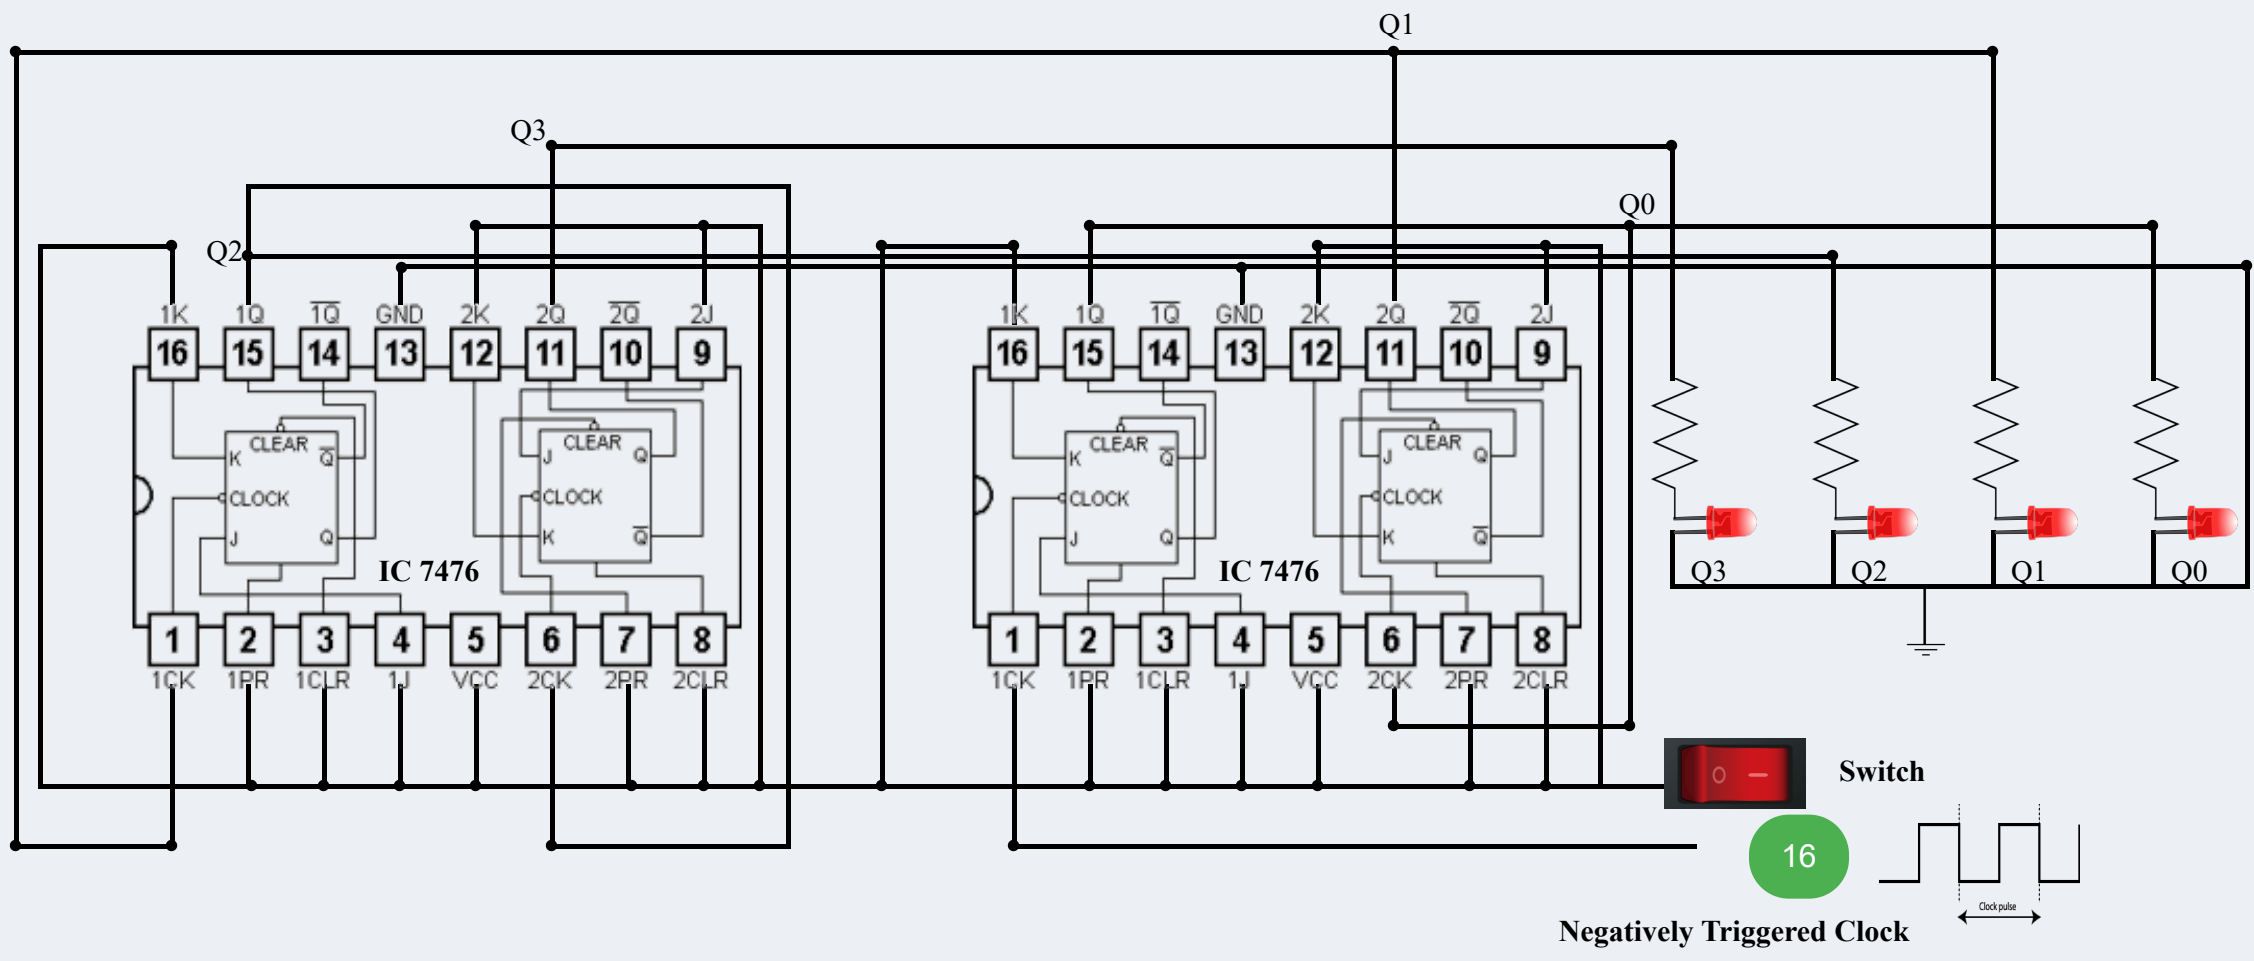 Q1
Q3
Q0
Q2
1K 1Q 1Q GND 2K 2Q 2Q 2J
16 15 14 13 12 11 10 9
CLEAR
K Q
CLOCK
J Q
CLEAR
J Q
CLOCK
K Q
IC 7476
1 2 3 4 5 6 7 8
1CK 1PR 1CLR 1J VCC 2CK 2PR 2CLR
1K 1Q 1Q GND 2K 2Q 2Q 2J
16 15 14 13 12 11 10 9
CLEAR
K Q
CLOCK
J Q
CLEAR
J Q
CLOCK
K Q
IC 7476
1 2 3 4 5 6 7 8
1CK 1PR 1CLR 1J VCC 2CK 2PR 2CLR
Q3 Q2 Q1 Q0
Switch
16
Clock pulse
Negatively Triggered Clock